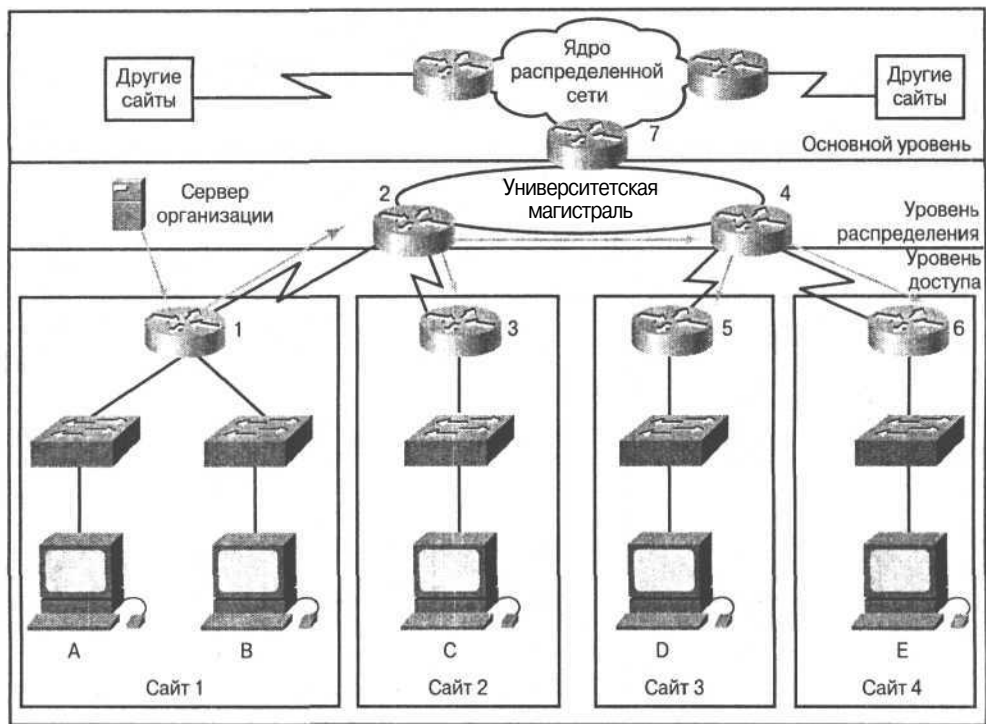 Другие
сайты
Ядро
распределенной
сети
Другие
сайты
7
Основной уровень
Сервер
организации
2
Университетская
магистраль
4
Уровень
распределения
Уровень
доступа
1
3
5
6
A
B
C
D
E
Сайт 1
Сайт 2
Сайт 3
Сайт 4